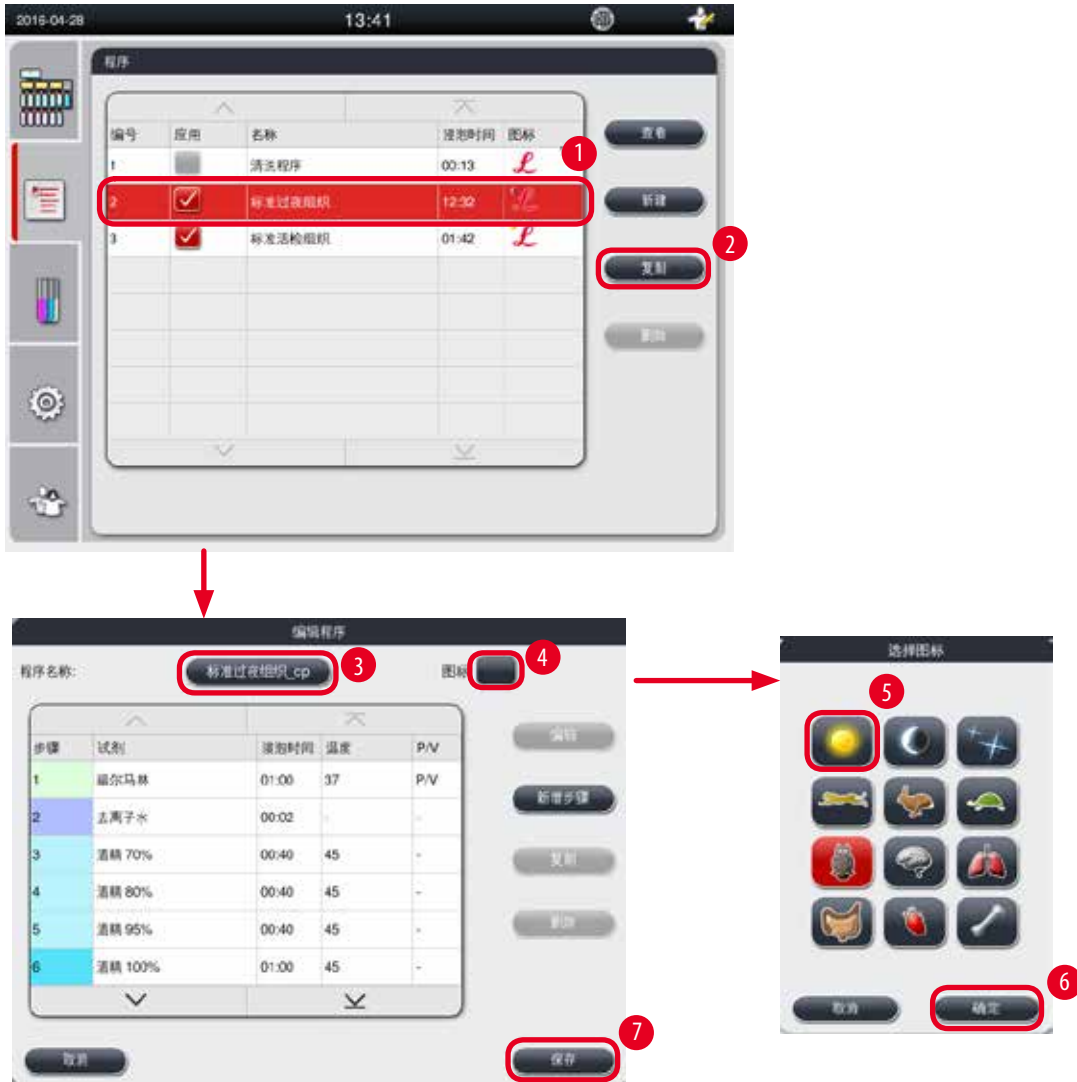 2016-04-28 13:41
程序
编号 应用 名称 浸泡时间 图标
1 清洗程序 00:13
2 标准过夜组织 12:32
3 标准活检组织 01:42
查看
新建
复制
删除
1
2
编辑程序
程序名称: 标准过夜组织_cp 3 图标 4
步骤 试剂 浸泡时间 温度 P/V
1 福尔马林 01:00 37 P/V
2 去离子水 00:02 - -
3 酒精 70% 00:40 45 -
4 酒精 80% 00:40 45 -
5 酒精 95% 00:40 45 -
6 酒精 100% 01:00 45 -
编辑
新增步骤
复制
删除
取消
保存
7
选择图标
5
取消
确定
6